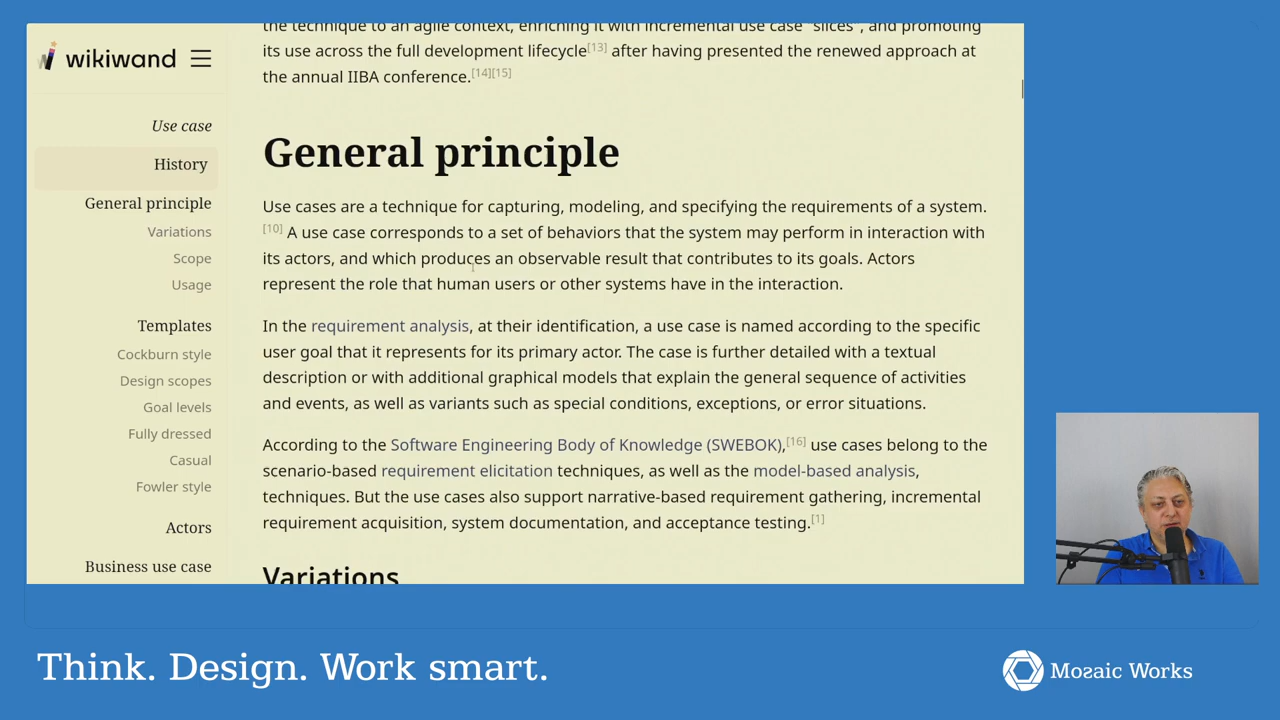 the technique to an agile context, enriching it with incremental use case "slices", and promoting
its use across the full development lifecycle[13] after having presented the renewed approach at
the annual IIBA conference.[14][15]
wikiwand
Use case
History
General principle
Variations
Scope
Usage
Templates
Cockburn style
Design scopes
Goal levels
Fully dressed
Casual
Fowler style
Actors
Business use case
General principle
Use cases are a technique for capturing, modeling, and specifying the requirements of a system.
[10] A use case corresponds to a set of behaviors that the system may perform in interaction with
its actors, and which produces an observable result that contributes to its goals. Actors
represent the role that human users or other systems have in the interaction.
In the requirement analysis, at their identification, a use case is named according to the specific
user goal that it represents for its primary actor. The case is further detailed with a textual
description or with additional graphical models that explain the general sequence of activities
and events, as well as variants such as special conditions, exceptions, or error situations.
According to the Software Engineering Body of Knowledge (SWEBOK),[16] use cases belong to the
scenario-based requirement elicitation techniques, as well as the model-based analysis,
techniques. But the use cases also support narrative-based requirement gathering, incremental
requirement acquisition, system documentation, and acceptance testing.[1]
Variations
Think. Design. Work smart.
Mosaic Works